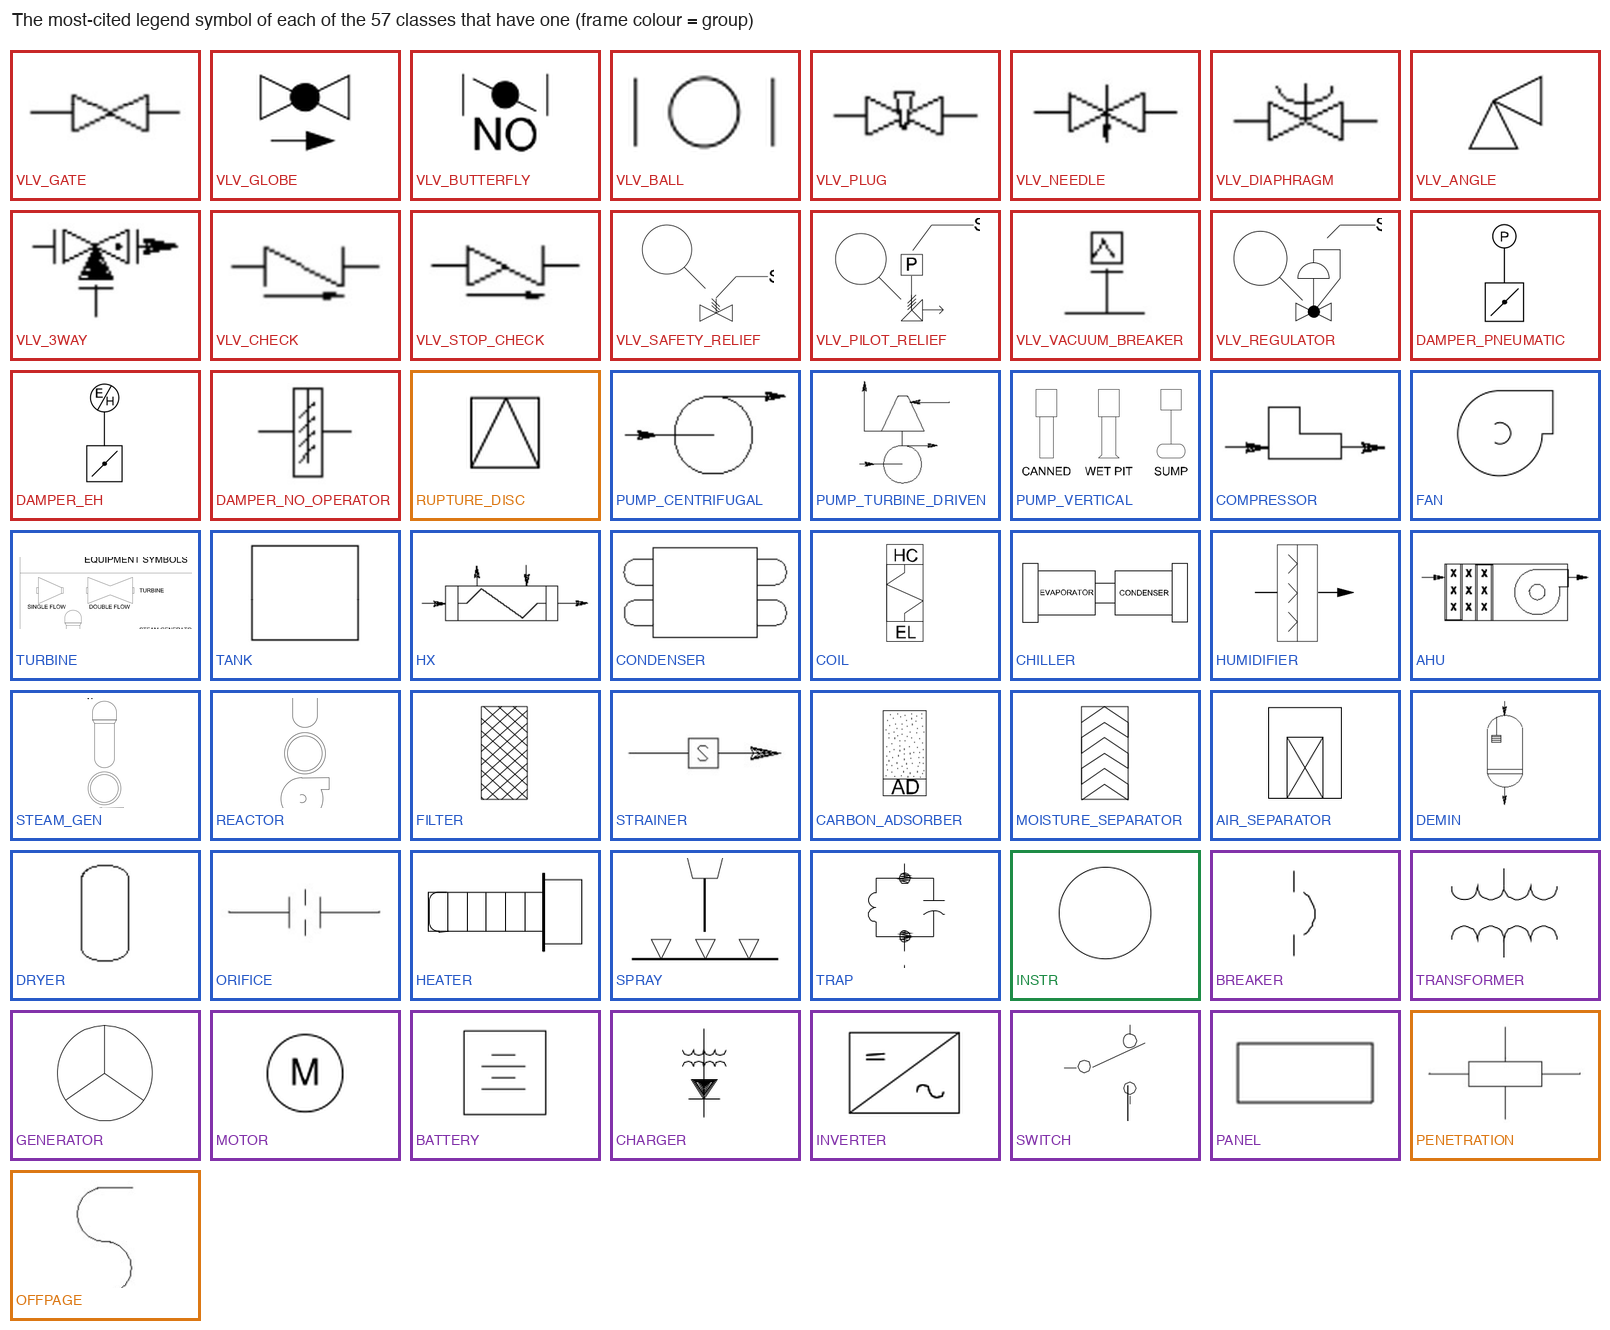 The most-cited legend symbol of each of the 57 classes that have one (frame colour = group)
VLV_GATE
VLV_GLOBE
NO
VLV_BUTTERFLY
VLV_BALL
VLV_PLUG
VLV_NEEDLE
VLV_DIAPHRAGM
VLV_ANGLE
VLV_3WAY
VLV_CHECK
VLV_STOP_CHECK
S
VLV_SAFETY_RELIEF
S
P
VLV_PILOT_RELIEF
VLV_VACUUM_BREAKER
S
VLV_REGULATOR
P
DAMPER_PNEUMATIC
E/H
DAMPER_EH
DAMPER_NO_OPERATOR
RUPTURE_DISC
PUMP_CENTRIFUGAL
PUMP_TURBINE_DRIVEN
CANNED WET PIT SUMP
PUMP_VERTICAL
COMPRESSOR
FAN
EQUIPMENT SYMBOLS
TURBINE
SINGLE FLOW DOUBLE FLOW
STEAM GENERATOR
TURBINE
TANK
HX
CONDENSER
HC
EL
COIL
EVAPORATOR CONDENSER
CHILLER
HUMIDIFIER
X X X
X X X
X X X
AHU
STEAM_GEN
REACTOR
FILTER
S
STRAINER
AD
CARBON_ADSORBER
MOISTURE_SEPARATOR
AIR_SEPARATOR
DEMIN
DRYER
ORIFICE
HEATER
SPRAY
TRAP
INSTR
BREAKER
TRANSFORMER
GENERATOR
M
MOTOR
BATTERY
CHARGER
INVERTER
SWITCH
PANEL
PENETRATION
OFFPAGE